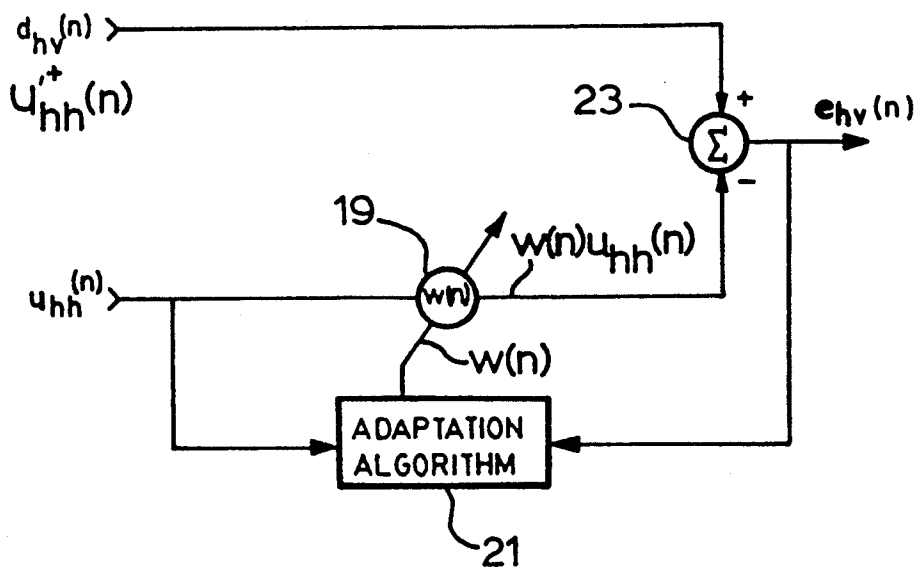 d_hv(n)
u'^+_hh(n)
23
+
Σ
e_hv(n)
−
19
w(n)u_hh(n)
u_hh(n)
w(n)
w(n)
ADAPTATION
ALGORITHM
21